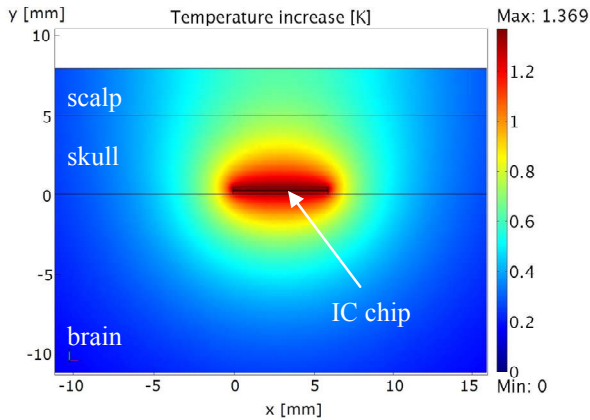 y [mm] Temperature increase [K] Max: 1.369
10
5
0
-5
-10
scalp
skull
brain
IC chip
-10 -5 0 5 10 15
x [mm]
1.2
1
0.8
0.6
0.4
0.2
0
Min: 0